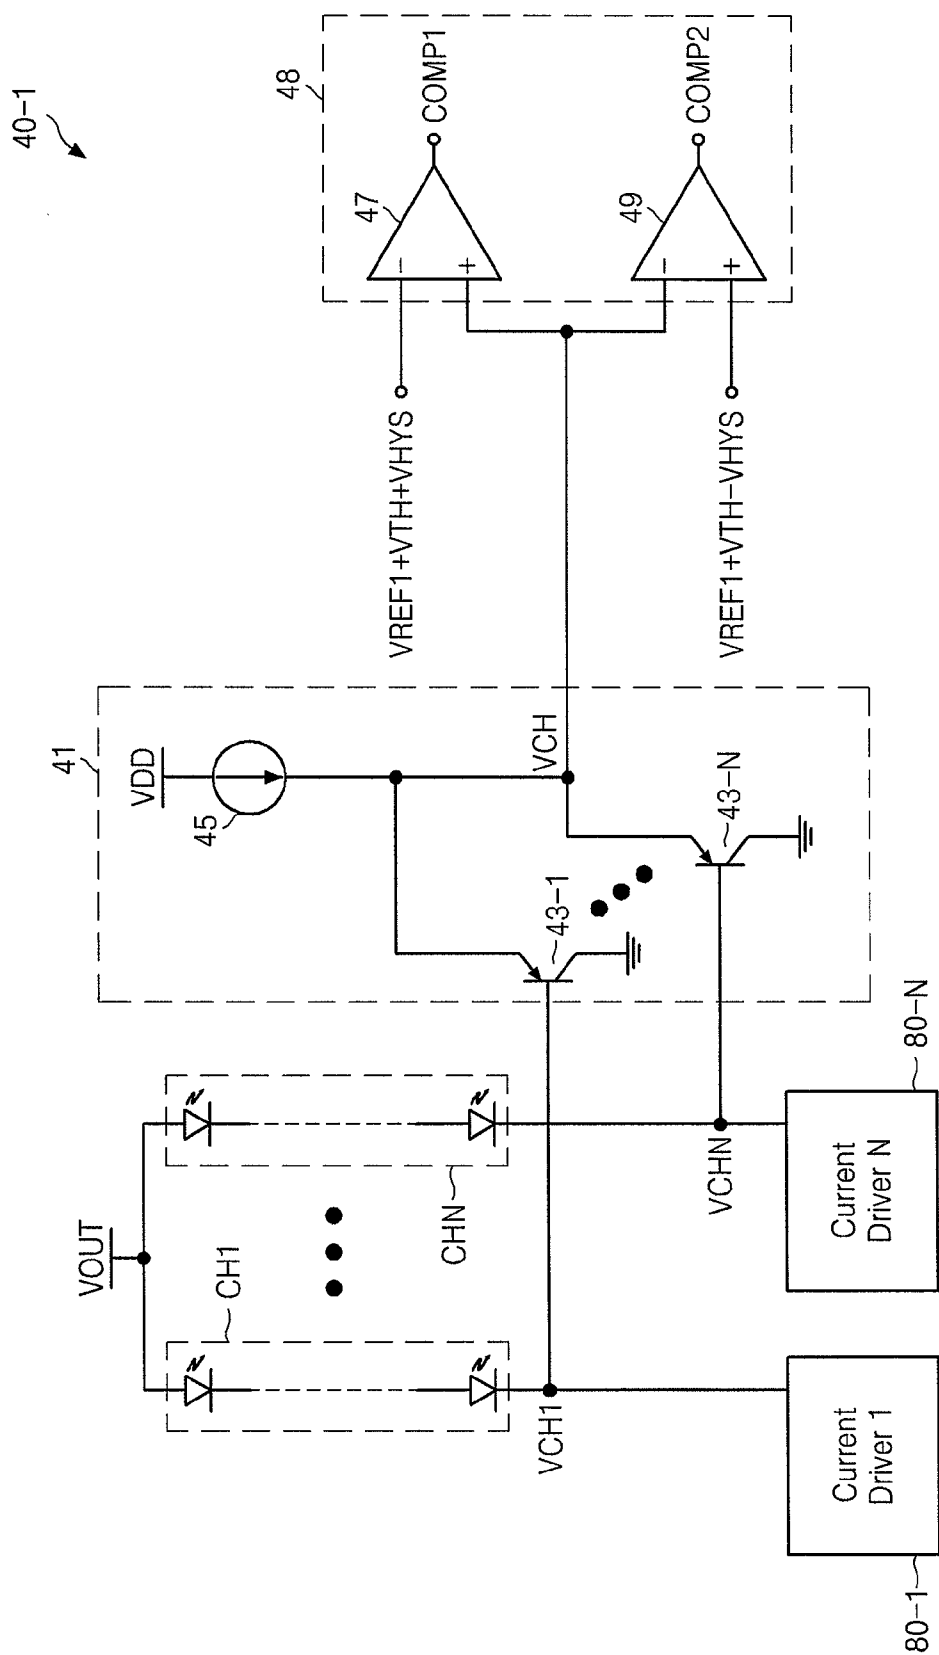 40-1
48
47
COMP1
49
COMP2
VREF1+VTH+VHYS
VREF1+VTH-VHYS
41
VDD
45
VCH
43-1
43-N
VOUT
CH1
CHN
VCH1
VCHN
Current
Driver 1
Current
Driver N
80-1
80-N
−
+
−
+